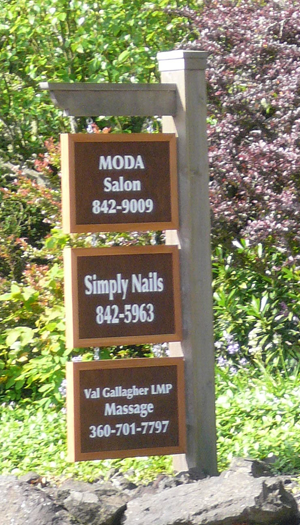 MODA
Salon
842-9009
Simply Nails
842-5963
Val Gallagher LMP
Massage
360-701-7797